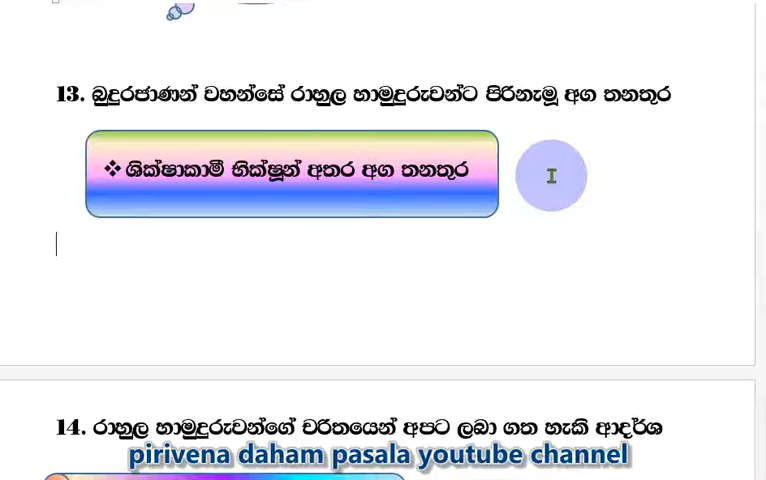 13. බුදුරජාණන් වහන්සේ රාහුල හාමුදුරුවන්ට පිරිනැමූ අග තනතුර
❖ ශික්ෂාකාමී භික්ෂූන් අතර අග තනතුර
14. රාහුල හාමුදුරුවන්ගේ චරිතයෙන් අපට ලබා ගත හැකි ආදර්ශ
pirivena daham pasala youtube channel